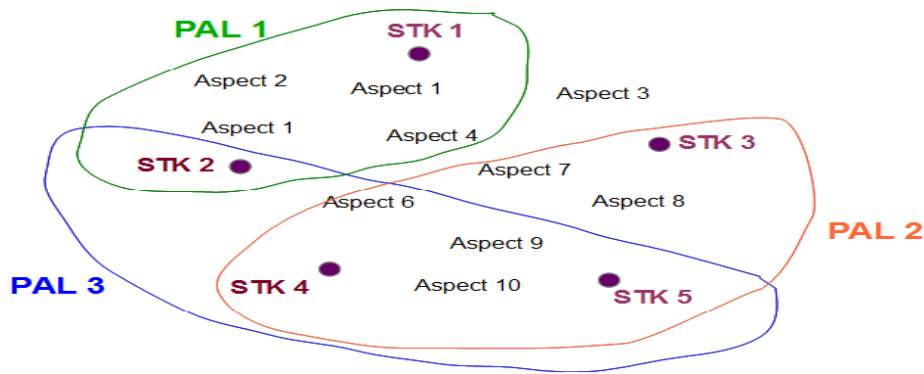 PAL 1
STK 1
Aspect 2
Aspect 1
Aspect 3
Aspect 1
Aspect 4
STK 3
STK 2
Aspect 7
Aspect 6
Aspect 8
PAL 2
Aspect 9
PAL 3
STK 4
Aspect 10
STK 5